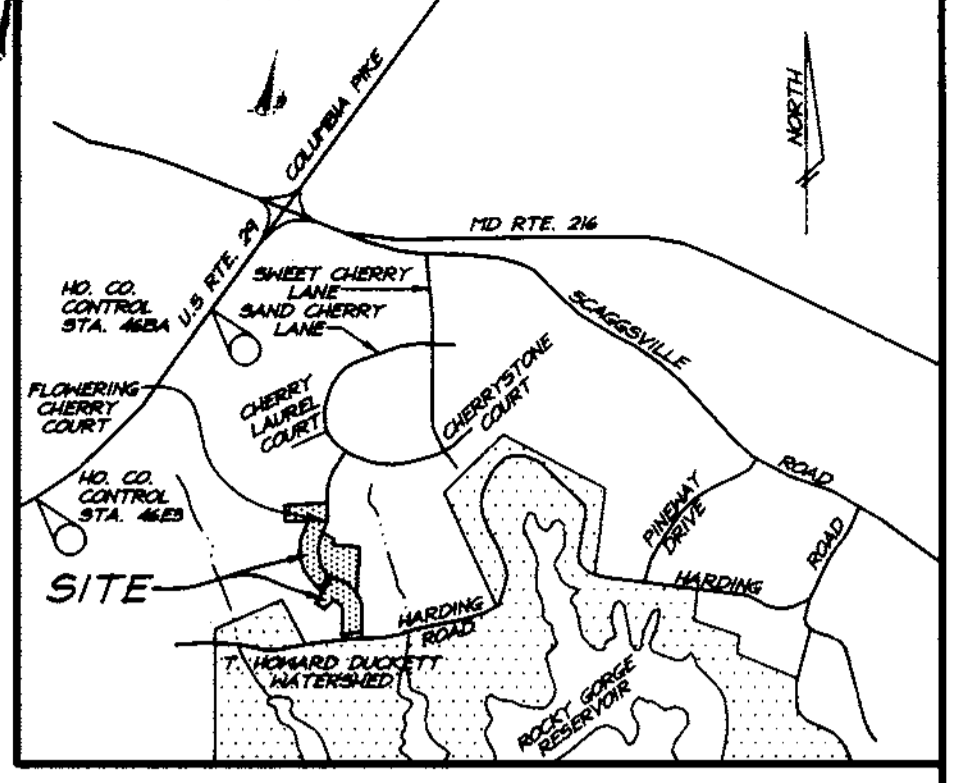 COLUMBIA PIKE
NORTH
U.S RTE. 29
MD RTE. 216
SWEET CHERRY
LANE
SAND CHERRY
LANE
HO. CO.
CONTROL
STA. 46BA
SCAGGSVILLE
ROAD
FLOWERING
CHERRY
COURT
CHERRY
LAUREL
COURT
CHERRYSTONE
COURT
HO. CO.
CONTROL
STA. 46EB
PINEWAY
DRIVE
ROAD
HARDING
SITE
HARDING
ROAD
T. HOWARD DUCKETT
WATERSHED
ROCKY GORGE
RESERVOIR